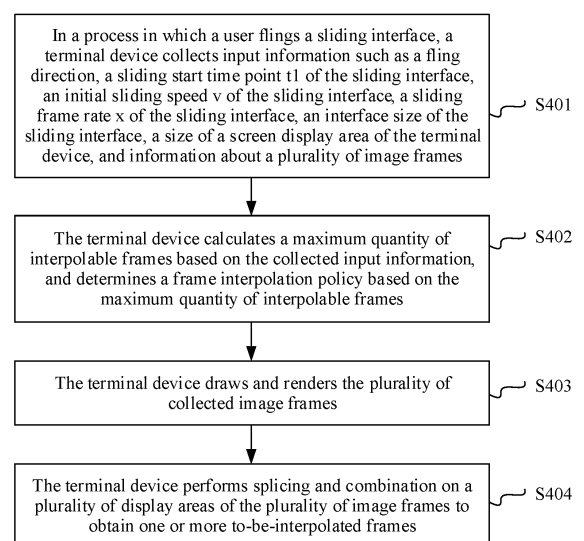 In a process in which a user flings a sliding interface, a
terminal device collects input information such as a fling
direction, a sliding start time point t1 of the sliding interface,
an initial sliding speed v of the sliding interface, a sliding
frame rate x of the sliding interface, an interface size of the
sliding interface, a size of a screen display area of the terminal
device, and information about a plurality of image frames
S401
The terminal device calculates a maximum quantity of
interpolable frames based on the collected input information,
and determines a frame interpolation policy based on the
maximum quantity of interpolable frames
S402
The terminal device draws and renders the plurality of
collected image frames
S403
The terminal device performs splicing and combination on a
plurality of display areas of the plurality of image frames to
obtain one or more to-be-interpolated frames
S404